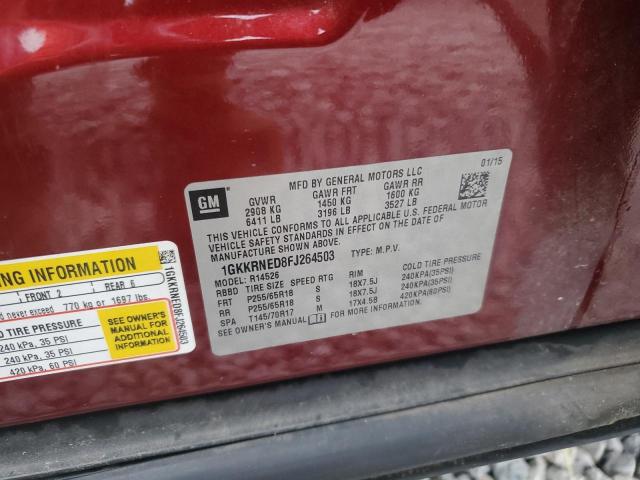 GM
MFD BY GENERAL MOTORS LLC
01/15
GVWR GAWR FRT GAWR RR
2908 KG 1450 KG 1600 KG
6411 LB 3196 LB 3527 LB
THIS VEHICLE CONFORMS TO ALL APPLICABLE U.S. FEDERAL MOTOR
VEHICLE SAFETY STANDARDS IN EFFECT ON THE DATE OF
MANUFACTURE SHOWN ABOVE.
1GKKRNED8FJ264503 TYPE: M.P.V.
MODEL: R14526
RBBD TIRE SIZE SPEED RTG RIM COLD TIRE PRESSURE
FRT P255/65R18 S 18X7.5J 240KPA(35PSI)
RR P255/65R18 S 18X7.5J 240KPA(35PSI)
SPA T145/70R17 M 17X4.5B 420KPA(60PSI)
SEE OWNER'S MANUAL FOR ADDITIONAL INFORMATION.
NG INFORMATION
FRONT 2 REAR 6
d never exceed 770 kg or 1697 lbs.
OLD TIRE PRESSURE
240 kPa, 35 PSI
240 kPa, 35 PSI
420 kPa, 60 PSI
SEE OWNER'S
MANUAL FOR
ADDITIONAL
INFORMATION
1GKKRNED8FJ264503